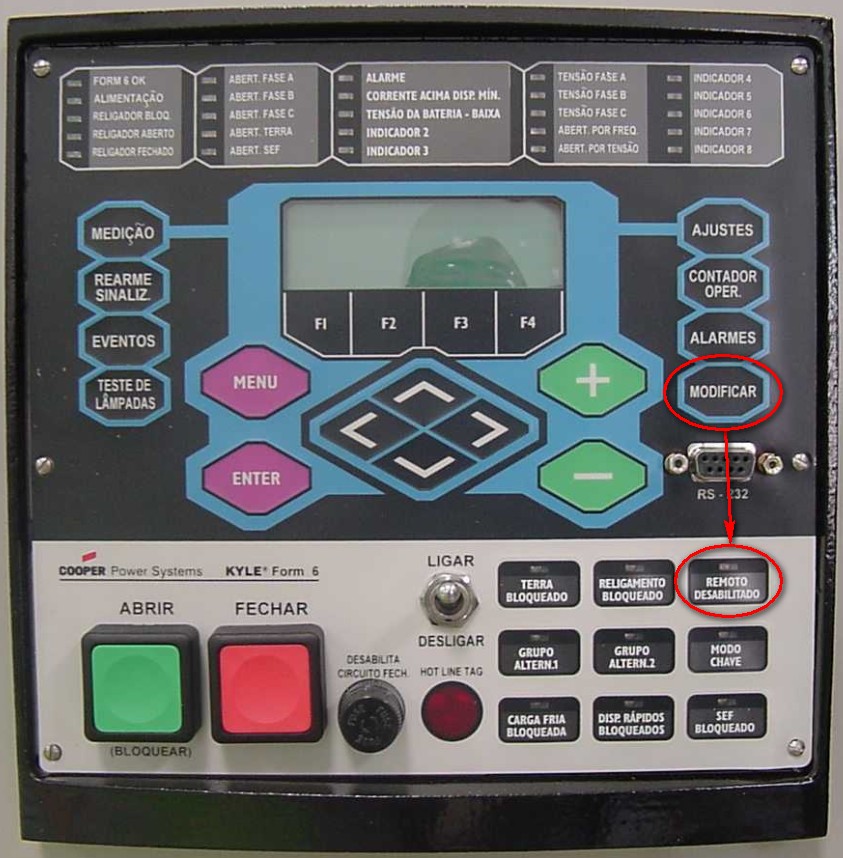 FORM 6 OK
ALIMENTAÇÃO
RELIGADOR BLOQ.
RELIGADOR ABERTO
RELIGADOR FECHADO
ABERT. FASE A
ABERT. FASE B
ABERT. FASE C
ABERT. TERRA
ABERT. SEF
ALARME
CORRENTE ACIMA DISP. MÍN.
TENSÃO DA BATERIA - BAIXA
INDICADOR 2
INDICADOR 3
TENSÃO FASE A
TENSÃO FASE B
TENSÃO FASE C
ABERT. POR FREQ.
ABERT. POR TENSÃO
INDICADOR 4
INDICADOR 5
INDICADOR 6
INDICADOR 7
INDICADOR 8
MEDIÇÃO
REARME
SINALIZ.
EVENTOS
TESTE DE
LÂMPADAS
F1 F2 F3 F4
MENU
ENTER
+
−
AJUSTES
CONTADOR
OPER.
ALARMES
MODIFICAR
RS - 232
COOPER Power Systems KYLE® Form 6
ABRIR
(BLOQUEAR)
FECHAR
LIGAR
DESLIGAR
DESABILITA
CIRCUITO FECH.
HOT LINE TAG
TERRA
BLOQUEADO
RELIGAMENTO
BLOQUEADO
REMOTO
DESABILITADO
GRUPO
ALTERN.1
GRUPO
ALTERN.2
MODO
CHAVE
CARGA FRIA
BLOQUEADA
DISP. RÁPIDOS
BLOQUEADOS
SEF
BLOQUEADO